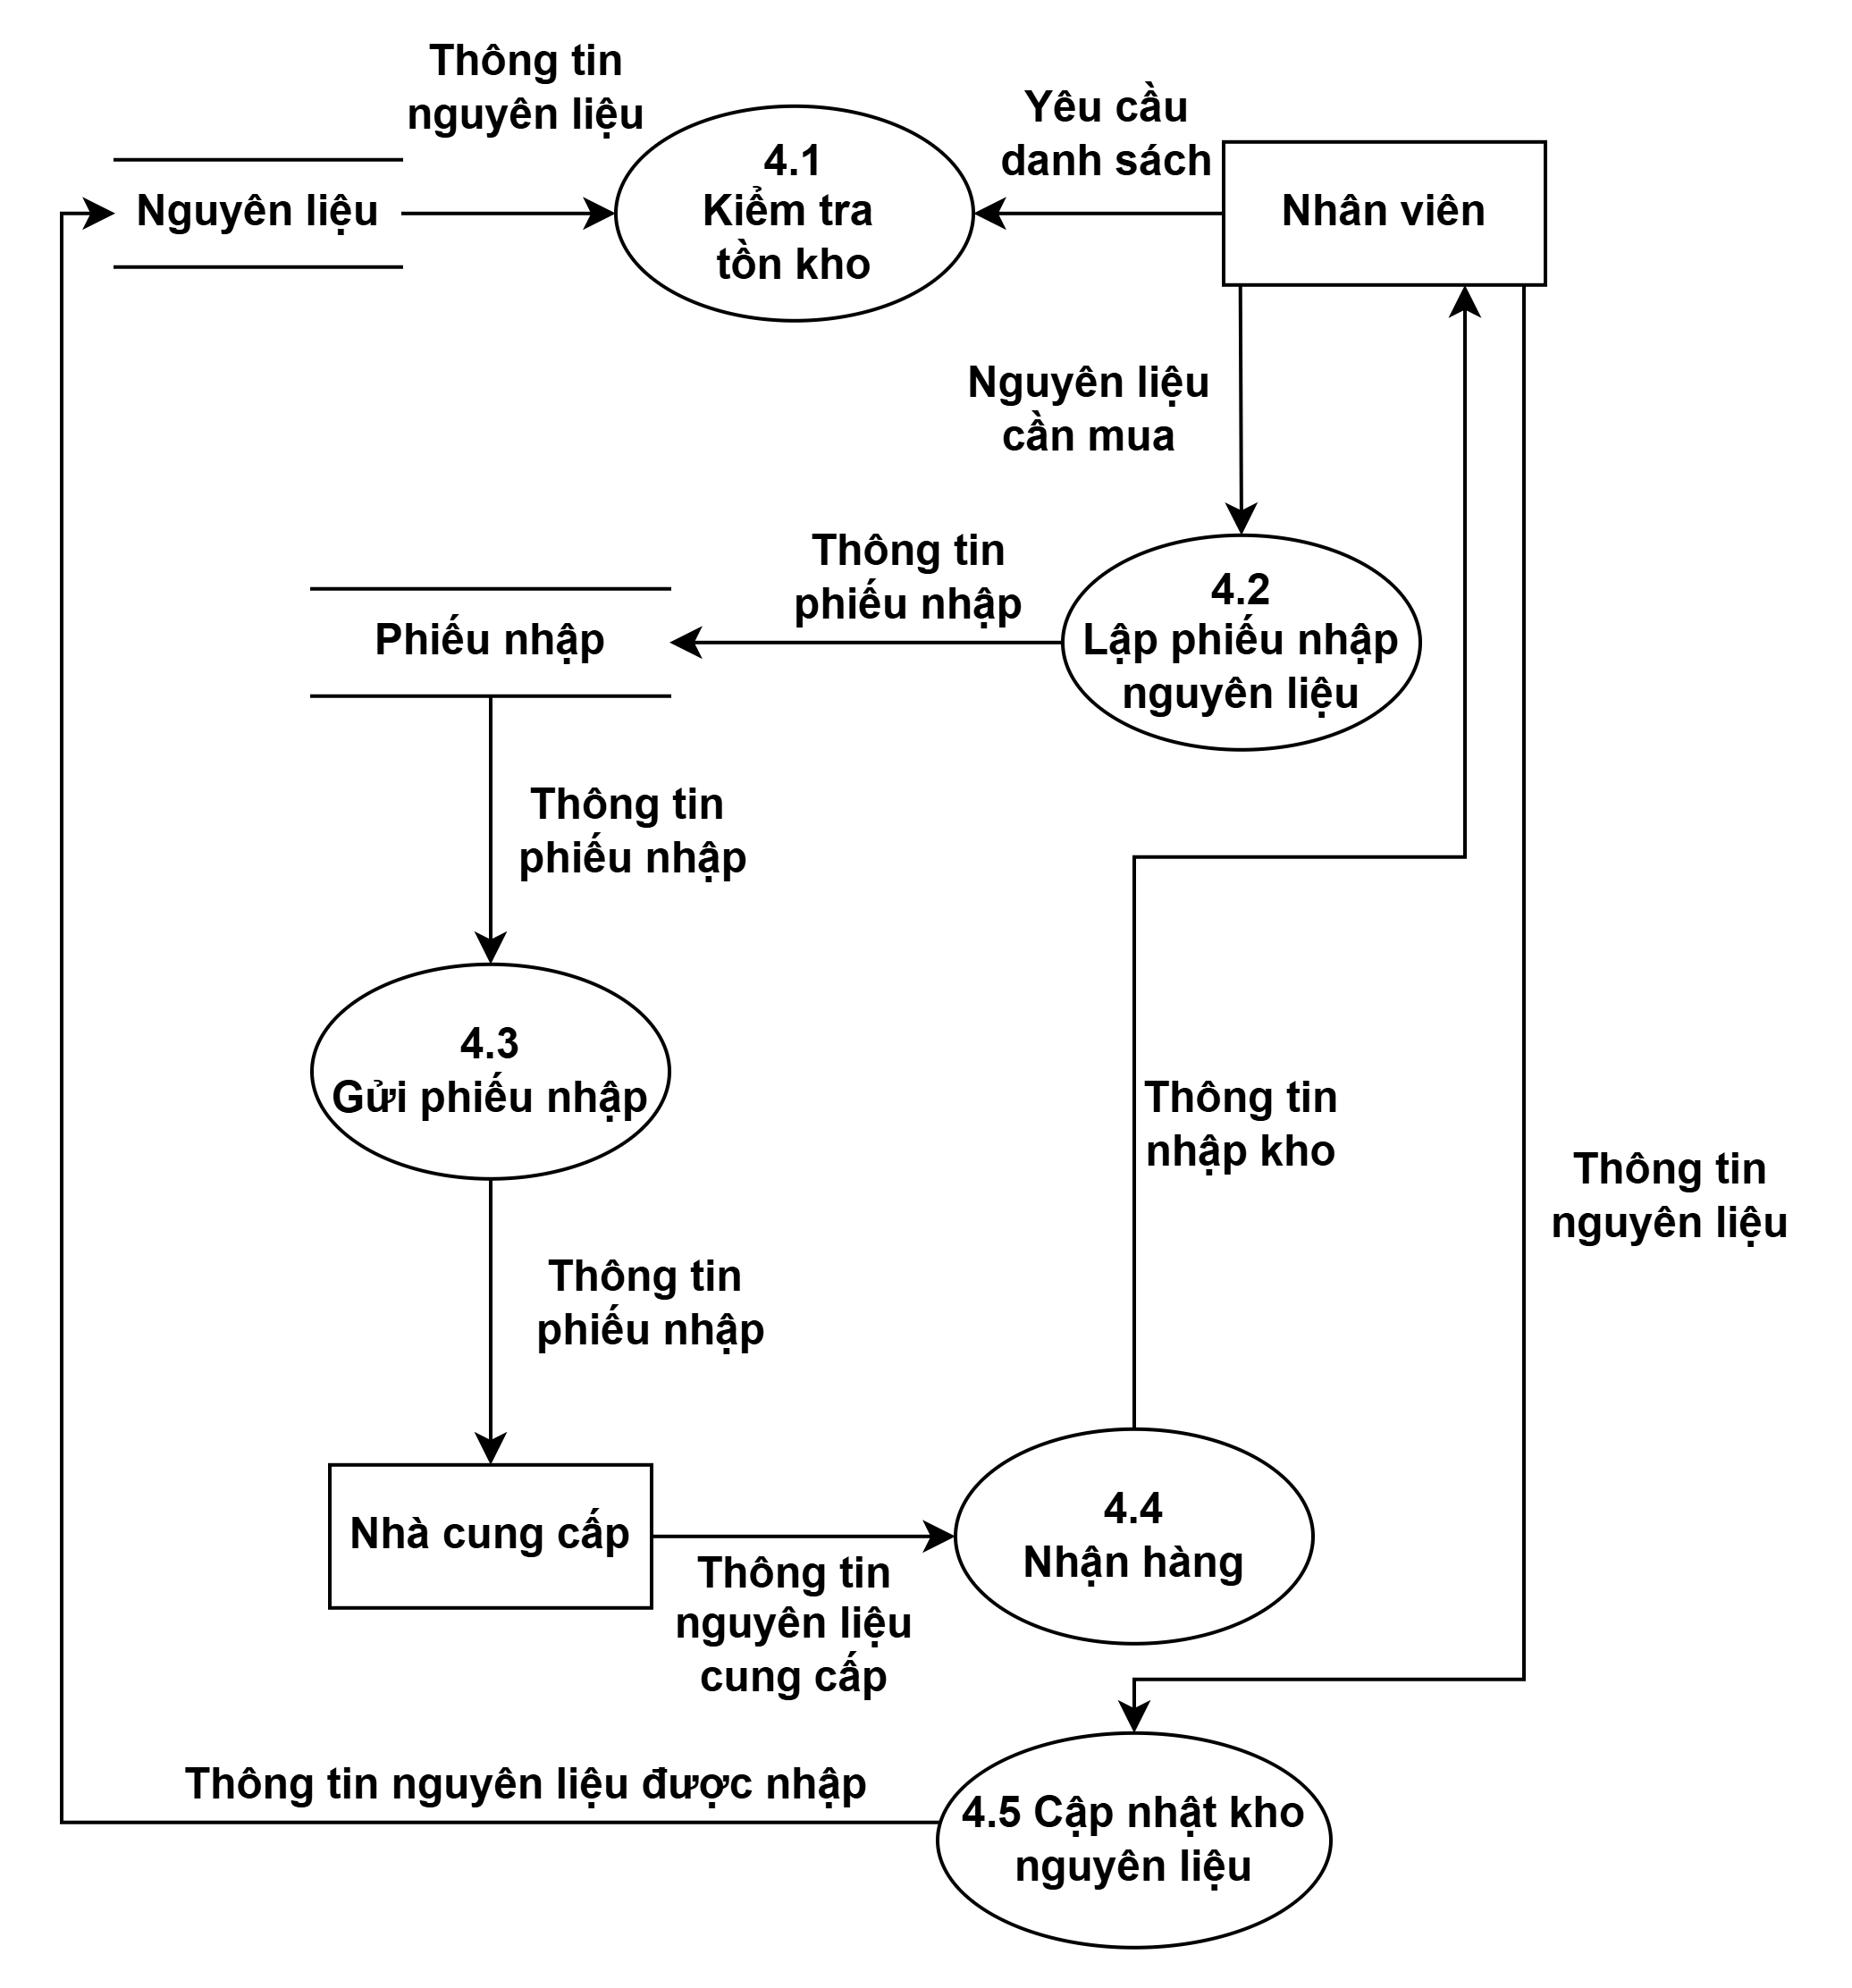 Thông tin
nguyên liệu
Yêu cầu
danh sách
Nguyên liệu
4.1
Kiểm tra
tồn kho
Nhân viên
Nguyên liệu
cần mua
Thông tin
phiếu nhập
4.2
Lập phiếu nhập
nguyên liệu
Phiếu nhập
Thông tin
phiếu nhập
4.3
Gửi phiếu nhập
Thông tin
nhập kho
Thông tin
nguyên liệu
Thông tin
phiếu nhập
Nhà cung cấp
4.4
Nhận hàng
Thông tin
nguyên liệu
cung cấp
Thông tin nguyên liệu được nhập
4.5 Cập nhật kho
nguyên liệu